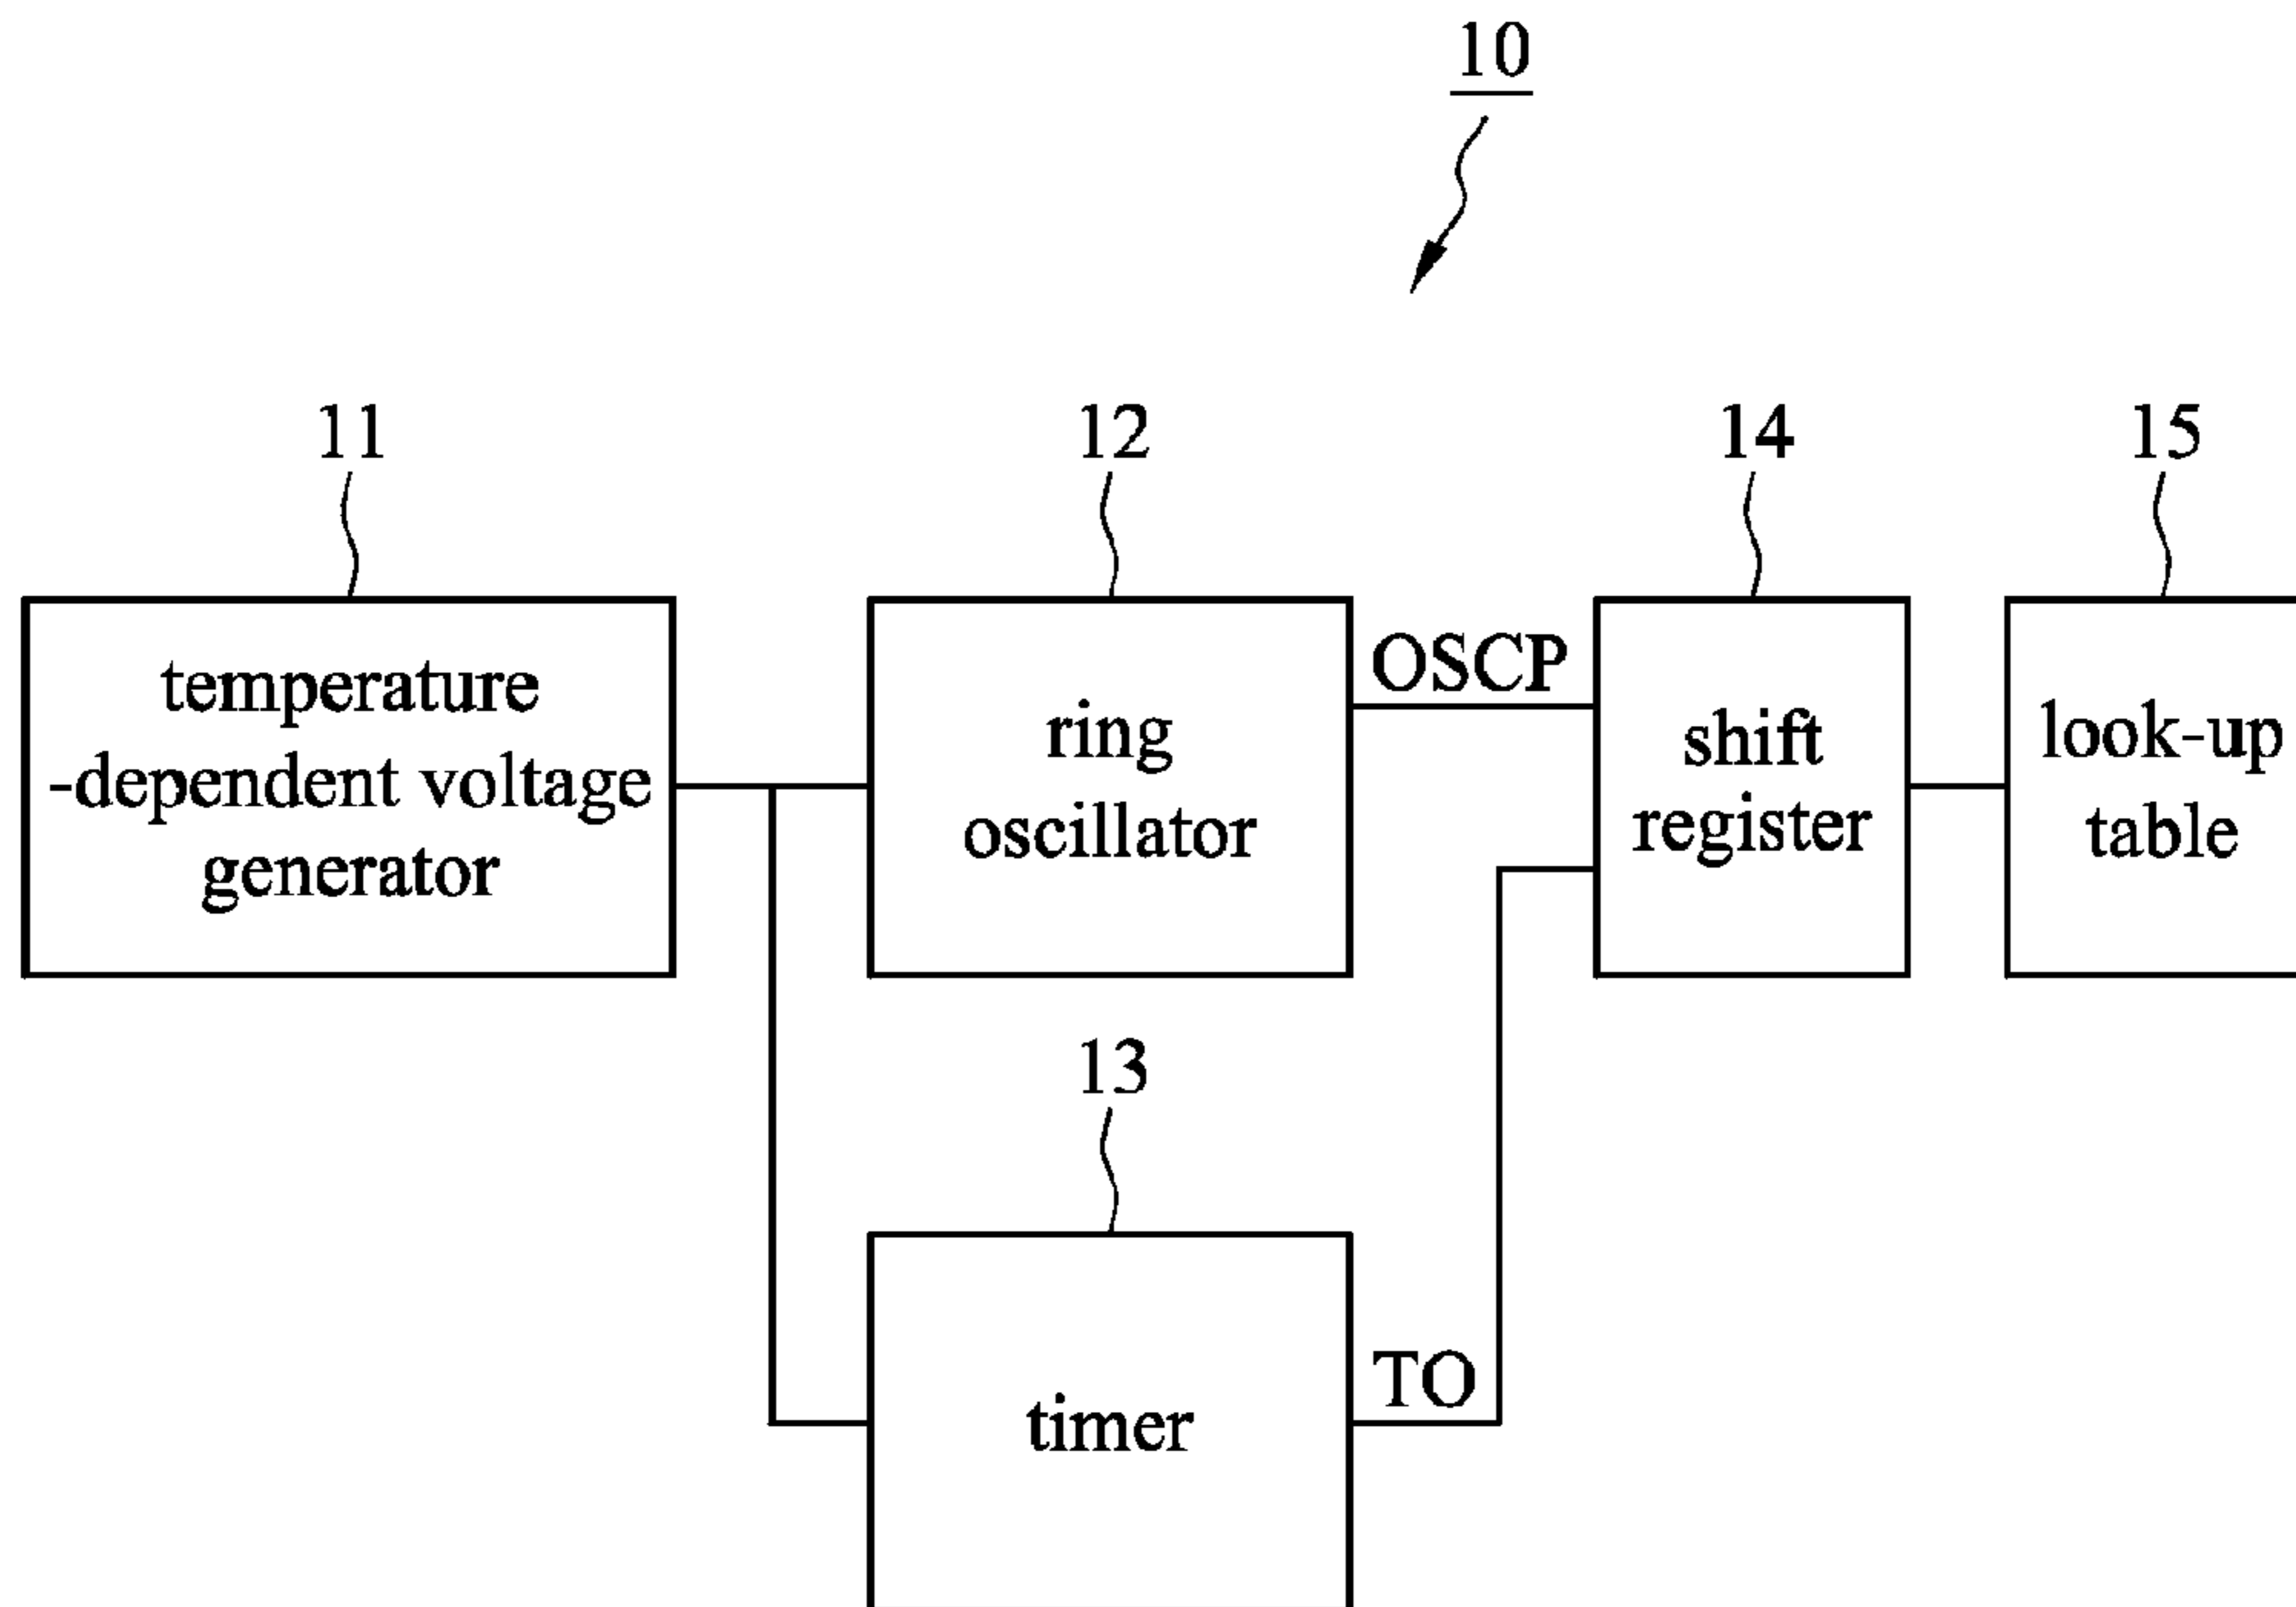 10
11
12
14
15
temperature
-dependent voltage
generator
ring
oscillator
OSCP
shift
register
look-up
table
13
timer
TO